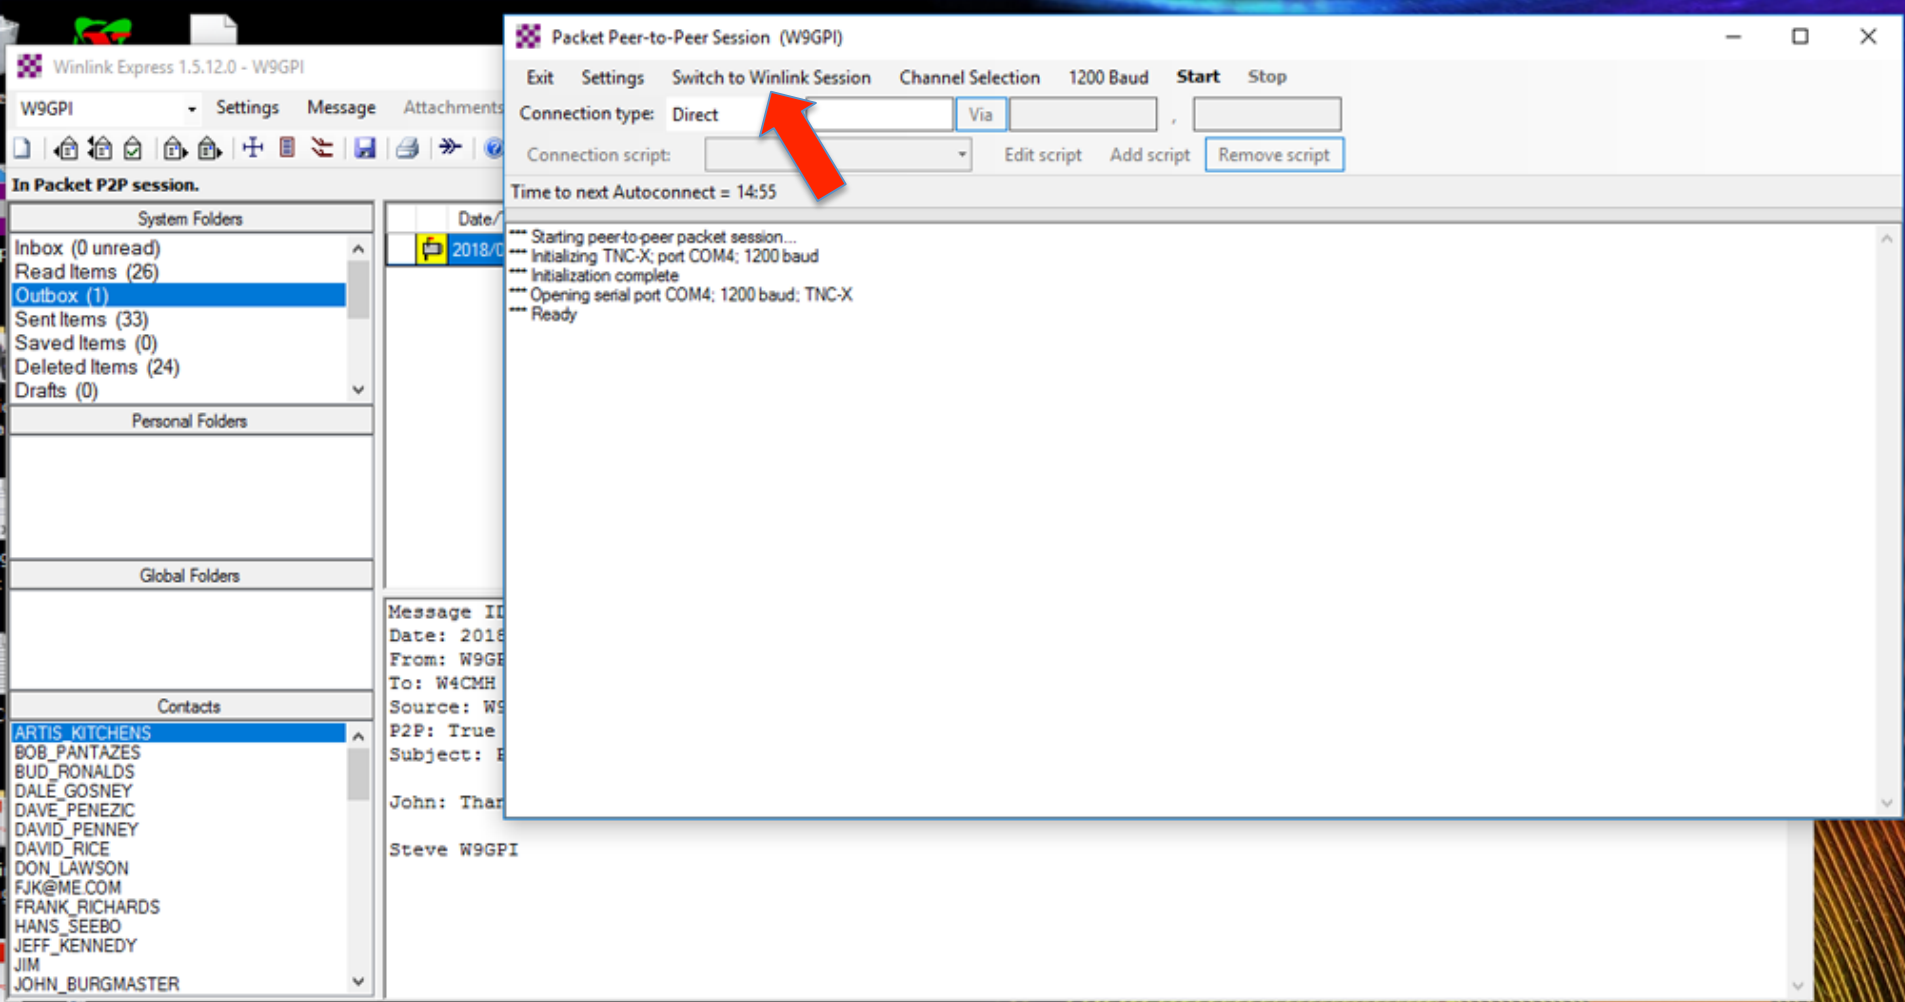 Winlink Express 1.5.12.0 - W9GPI
W9GPI Settings Message Attachments
In Packet P2P session.
System Folders
Inbox (0 unread)
Read Items (26)
Outbox (1)
Sent Items (33)
Saved Items (0)
Deleted Items (24)
Drafts (0)
Personal Folders
Global Folders
Contacts
ARTIS_KITCHENS
BOB_PANTAZES
BUD_RONALDS
DALE_GOSNEY
DAVE_PENEZIC
DAVID_PENNEY
DAVID_RICE
DON_LAWSON
FJK@ME.COM
FRANK_RICHARDS
HANS_SEEBO
JEFF_KENNEDY
JIM
JOHN_BURGMASTER
Date/
2018/0
Message ID
Date: 2018
From: W9GP
To: W4CMH
Source: W9
P2P: True
Subject:
John: Than
Steve W9GPI
Packet Peer-to-Peer Session (W9GPI)
Exit Settings Switch to Winlink Session Channel Selection 1200 Baud Start Stop
Connection type: Direct Via ,
Connection script: Edit script Add script Remove script
Time to next Autoconnect = 14:55
*** Starting peer-to-peer packet session...
*** Initializing TNC-X; port COM4; 1200 baud
*** Initialization complete
*** Opening serial port COM4; 1200 baud; TNC-X
*** Ready